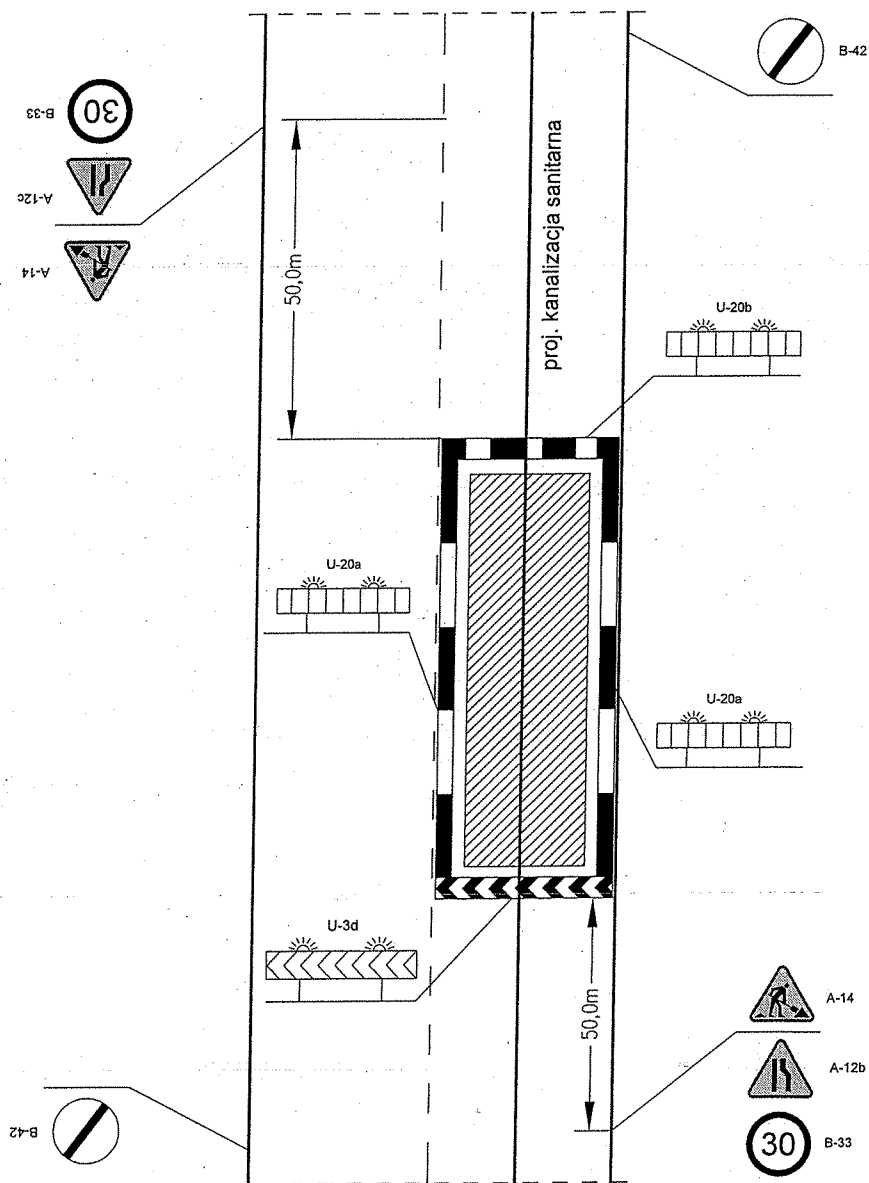 B-42
30
B-33
A-12c
A-14
50,0m
proj. kanalizacja sanitarna
U-20b
U-20a
U-20a
U-3d
50,0m
A-14
A-12b
B-42
30
B-33